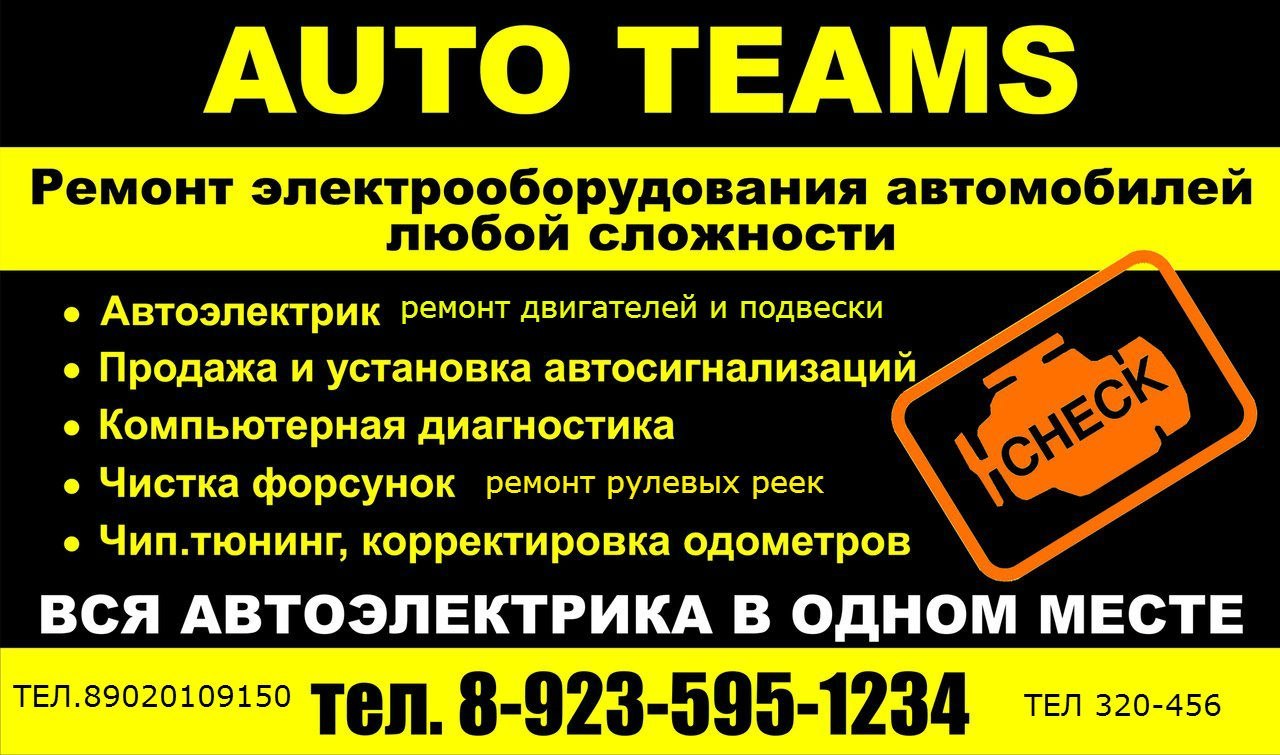 AUTO TEAMS
Ремонт электрооборудования автомобилей
любой сложности
• Автоэлектрик ремонт двигателей и подвески
• Продажа и установка автосигнализаций
• Компьютерная диагностика
• Чистка форсунок ремонт рулевых реек
• Чип.тюнинг, корректировка одометров
CHECK
ВСЯ АВТОЭЛЕКТРИКА В ОДНОМ МЕСТЕ
ТЕЛ.89020109150 тел. 8-923-595-1234 ТЕЛ 320-456